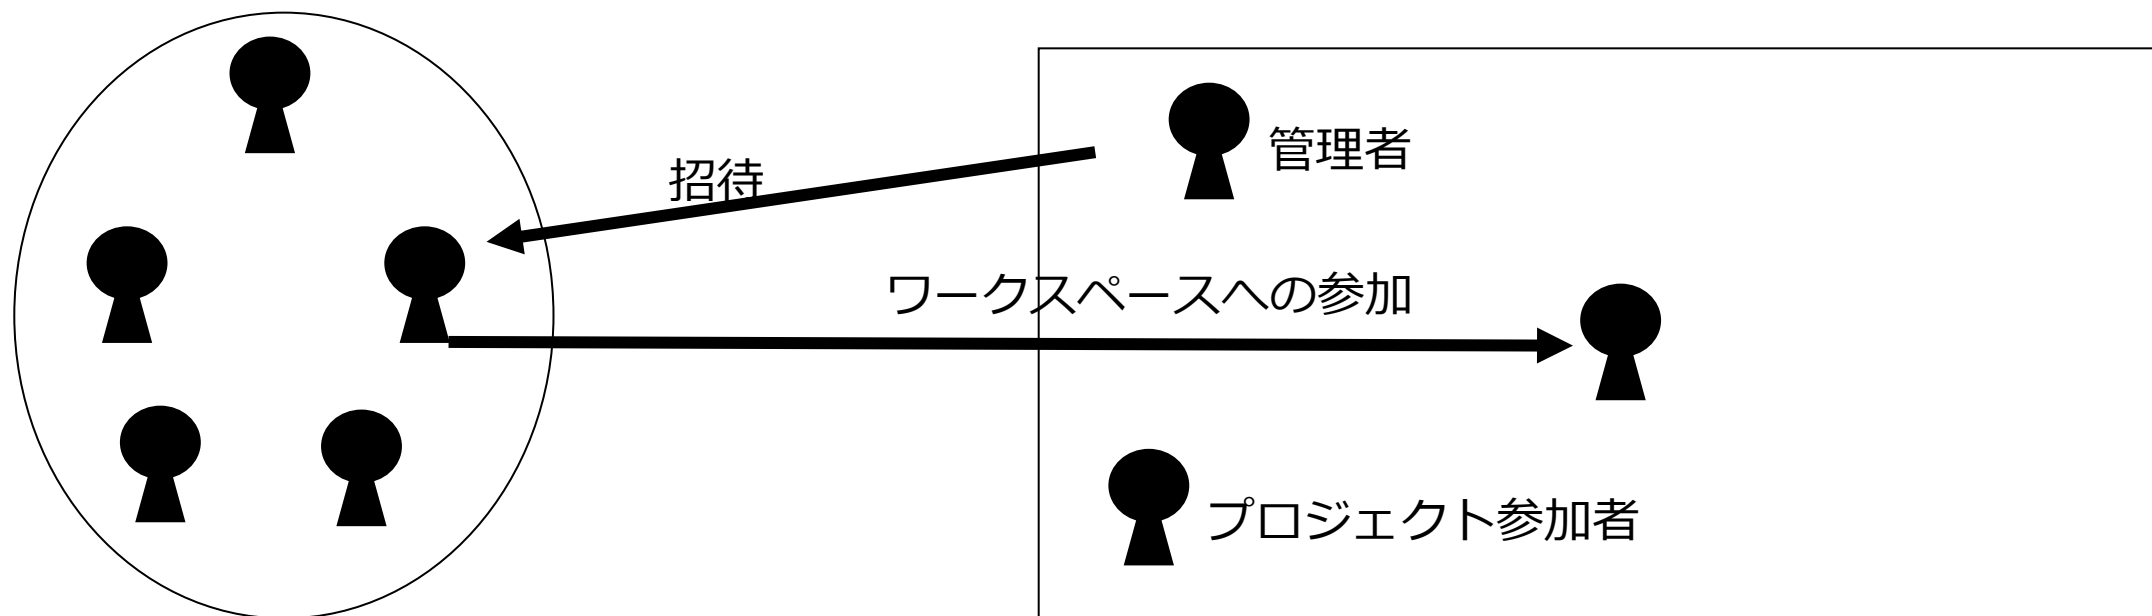 管理者
招待
ワークスペースへの参加
プロジェクト参加者